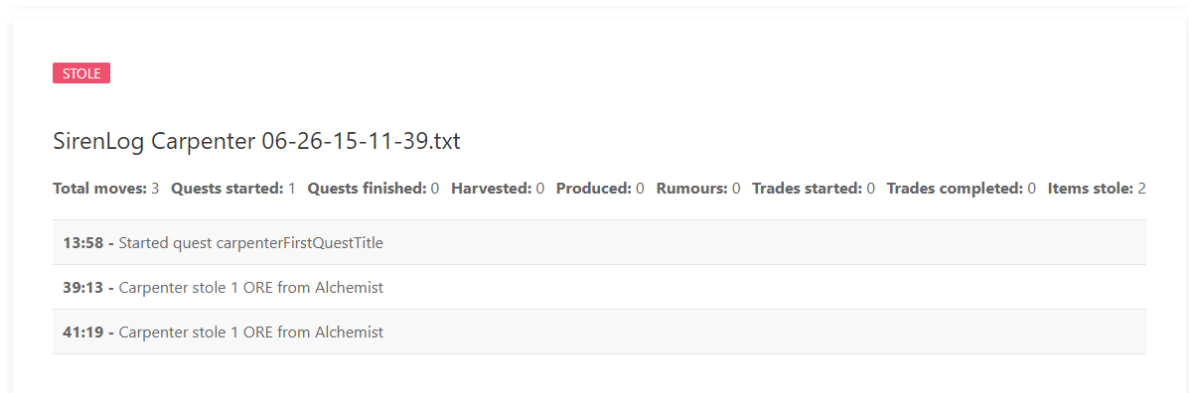 STOLE
SirenLog Carpenter 06-26-15-11-39.txt
Total moves: 3 Quests started: 1 Quests finished: 0 Harvested: 0 Produced: 0 Rumours: 0 Trades started: 0 Trades completed: 0 Items stole: 2
13:58 - Started quest carpenterFirstQuestTitle
39:13 - Carpenter stole 1 ORE from Alchemist
41:19 - Carpenter stole 1 ORE from Alchemist